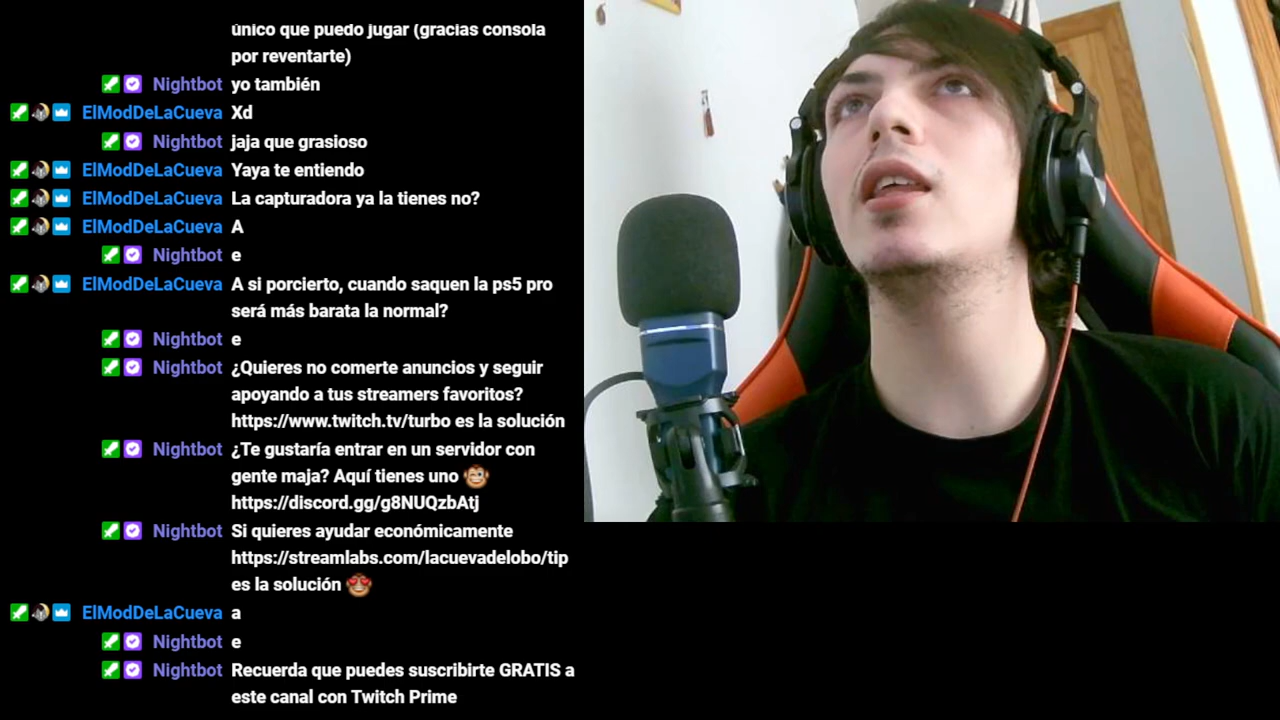 único que puedo jugar (gracias consola
por reventarte)
Nightbot yo también
ElModDeLaCueva Xd
Nightbot jaja que grasioso
ElModDeLaCueva Yaya te entiendo
ElModDeLaCueva La capturadora ya la tienes no?
ElModDeLaCueva A
Nightbot e
ElModDeLaCueva A si porcierto, cuando saquen la ps5 pro
será más barata la normal?
Nightbot e
Nightbot ¿Quieres no comerte anuncios y seguir
apoyando a tus streamers favoritos?
https://www.twitch.tv/turbo es la solución
Nightbot ¿Te gustaría entrar en un servidor con
gente maja? Aquí tienes uno 🐵
https://discord.gg/g8NUQzbAtj
Nightbot Si quieres ayudar económicamente
https://streamlabs.com/lacuevadelobo/tip
es la solución
ElModDeLaCueva a
Nightbot e
Nightbot Recuerda que puedes suscribirte GRATIS a
este canal con Twitch Prime